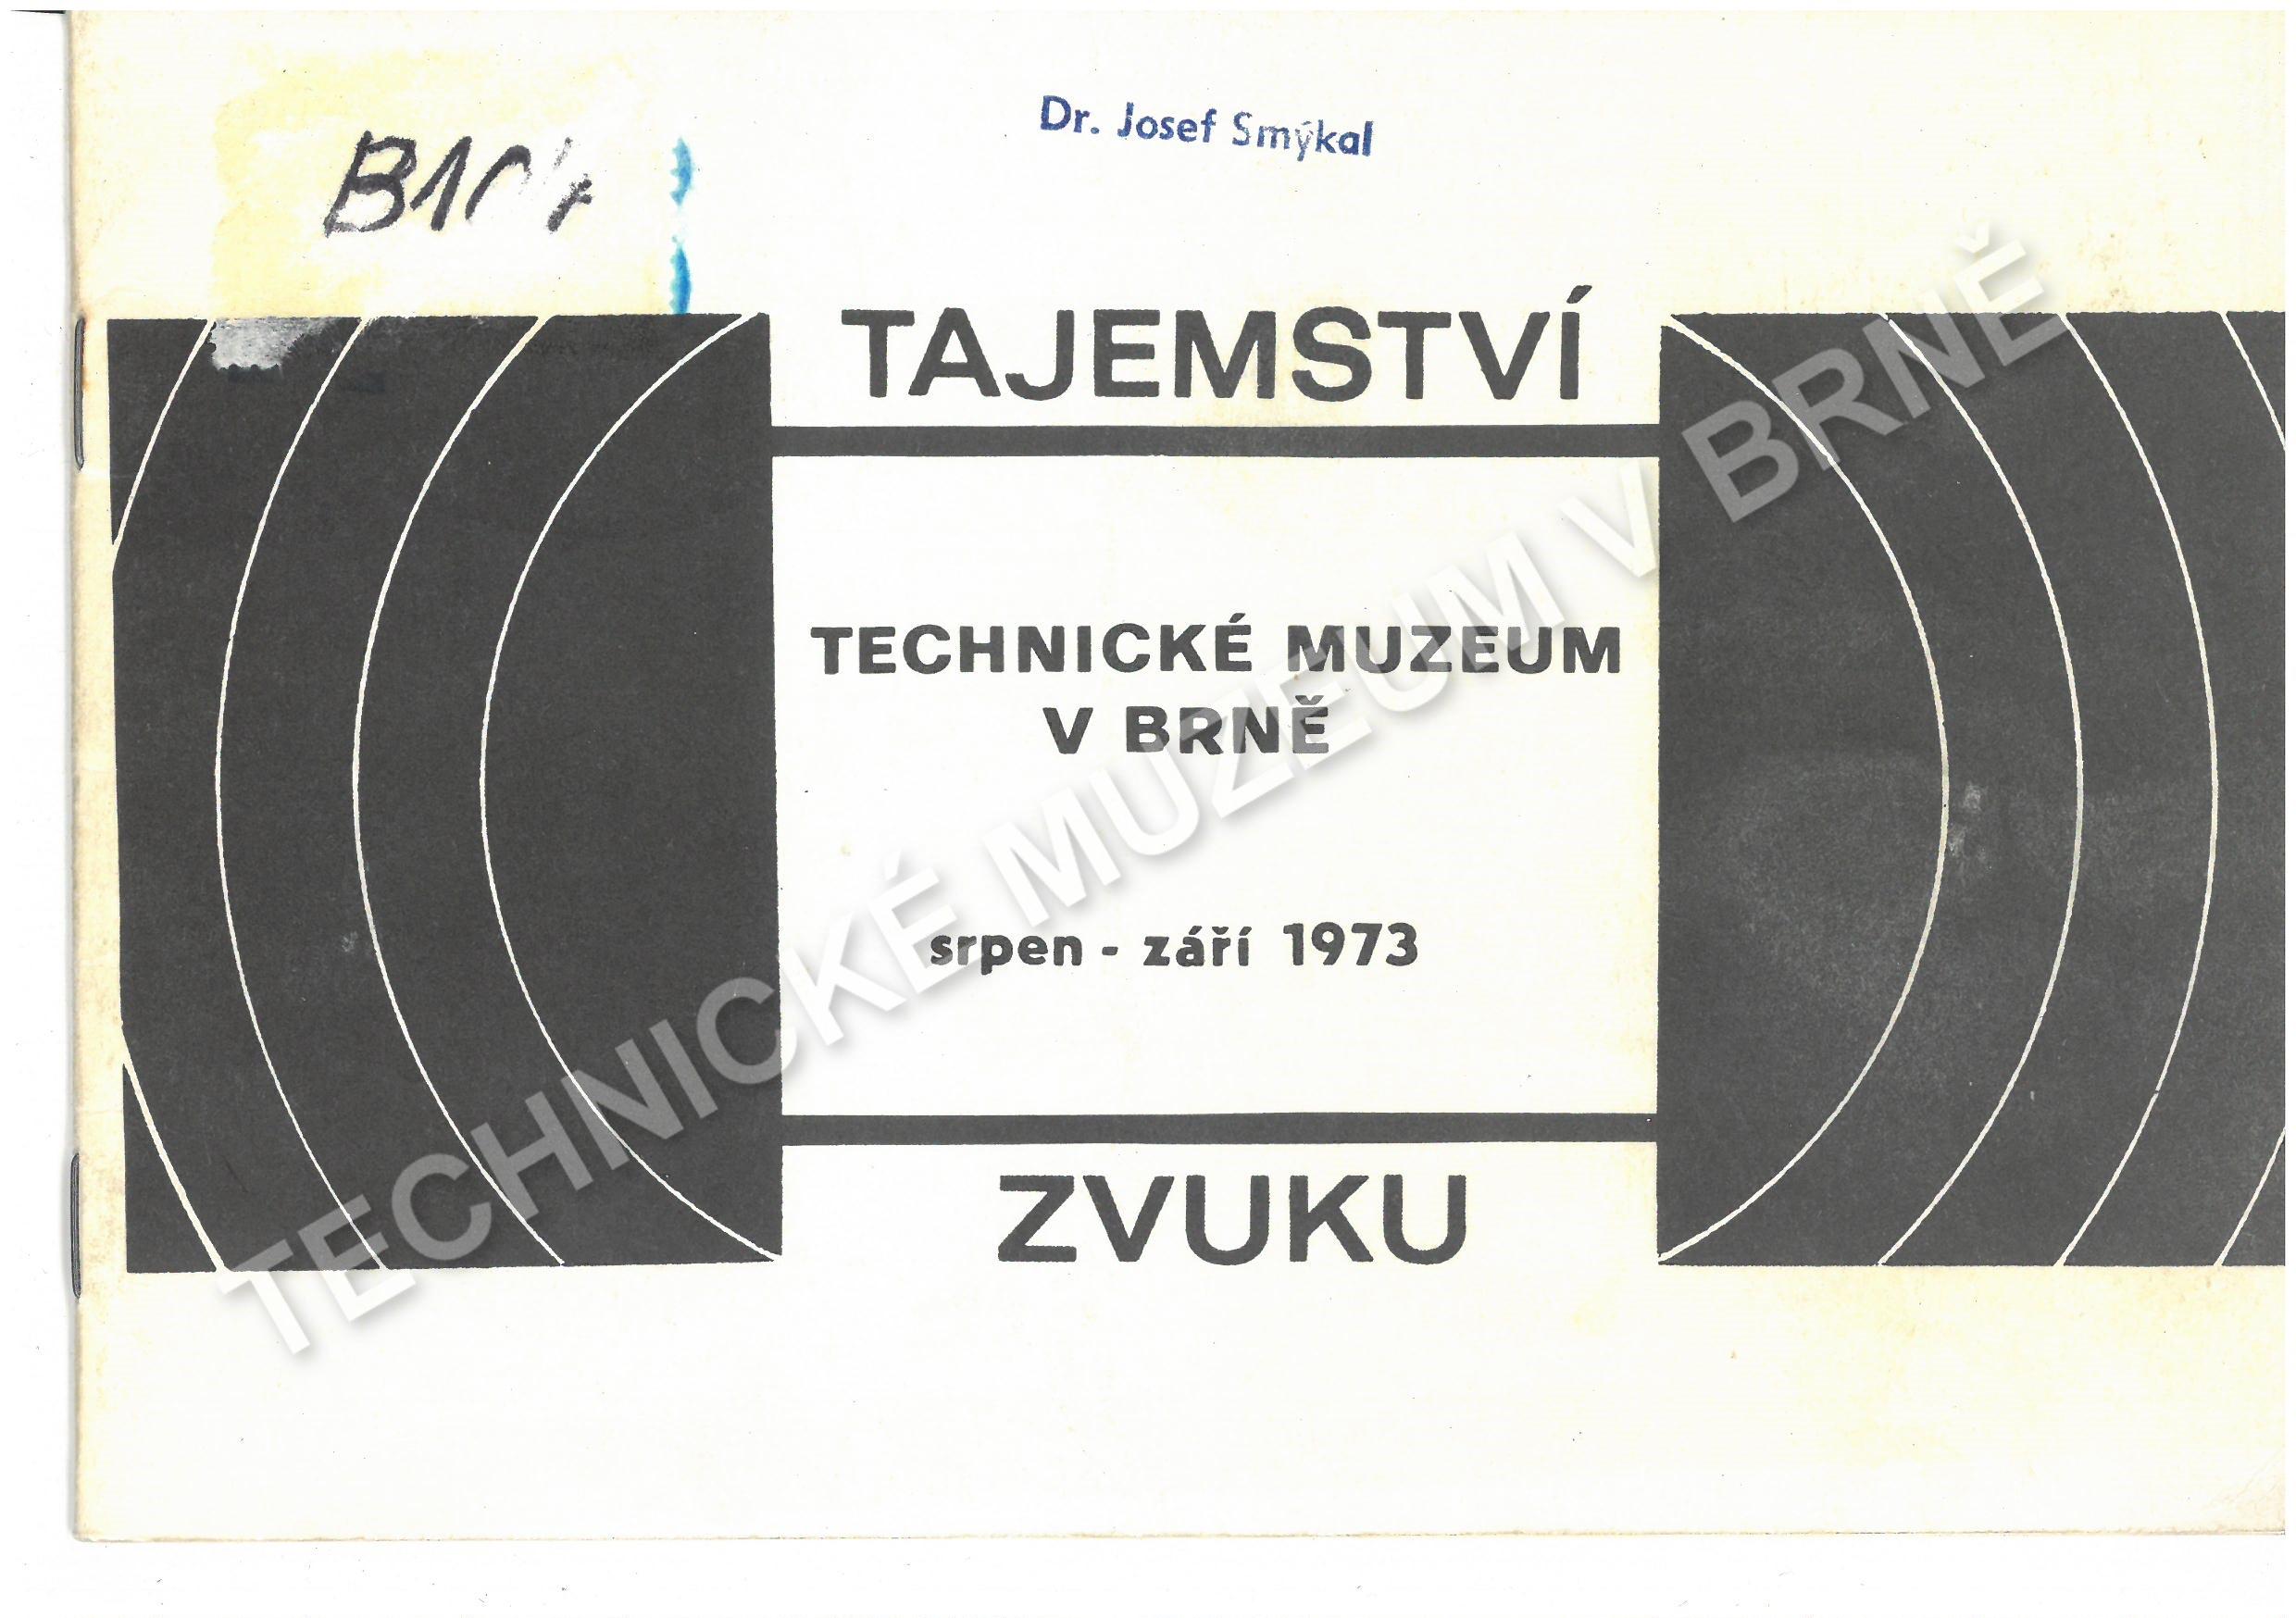 Dr. Josef Smýkal
TAJEMSTVÍ
TECHNICKÉ MUZEUM
V BRNĚ
srpen - září 1973
ZVUKU
TECHNICKÉ MUZEUM V BRNĚ